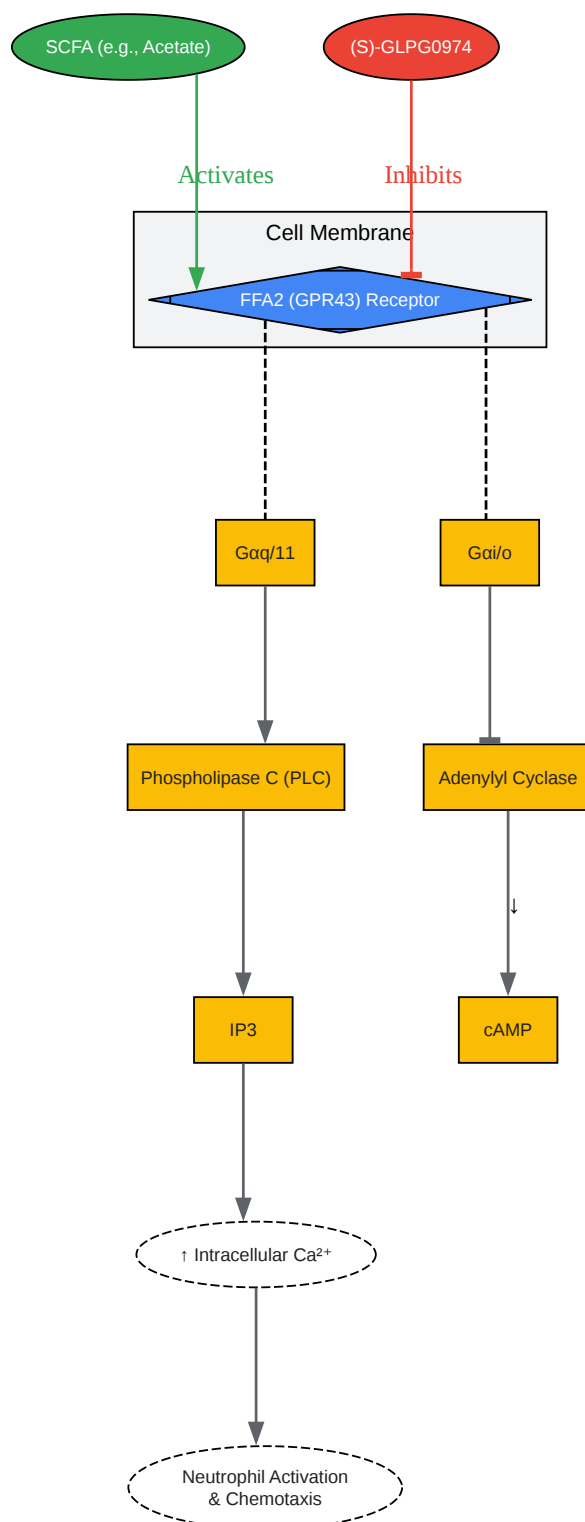 SCFA (e.g., Acetate)
(S)-GLPG0974
Activates
Inhibits
Cell Membrane
FFA2 (GPR43) Receptor
Gαq/11
Gαi/o
Phospholipase C (PLC)
Adenylyl Cyclase
↓
IP3
cAMP
↑ Intracellular Ca²⁺
Neutrophil Activation
& Chemotaxis